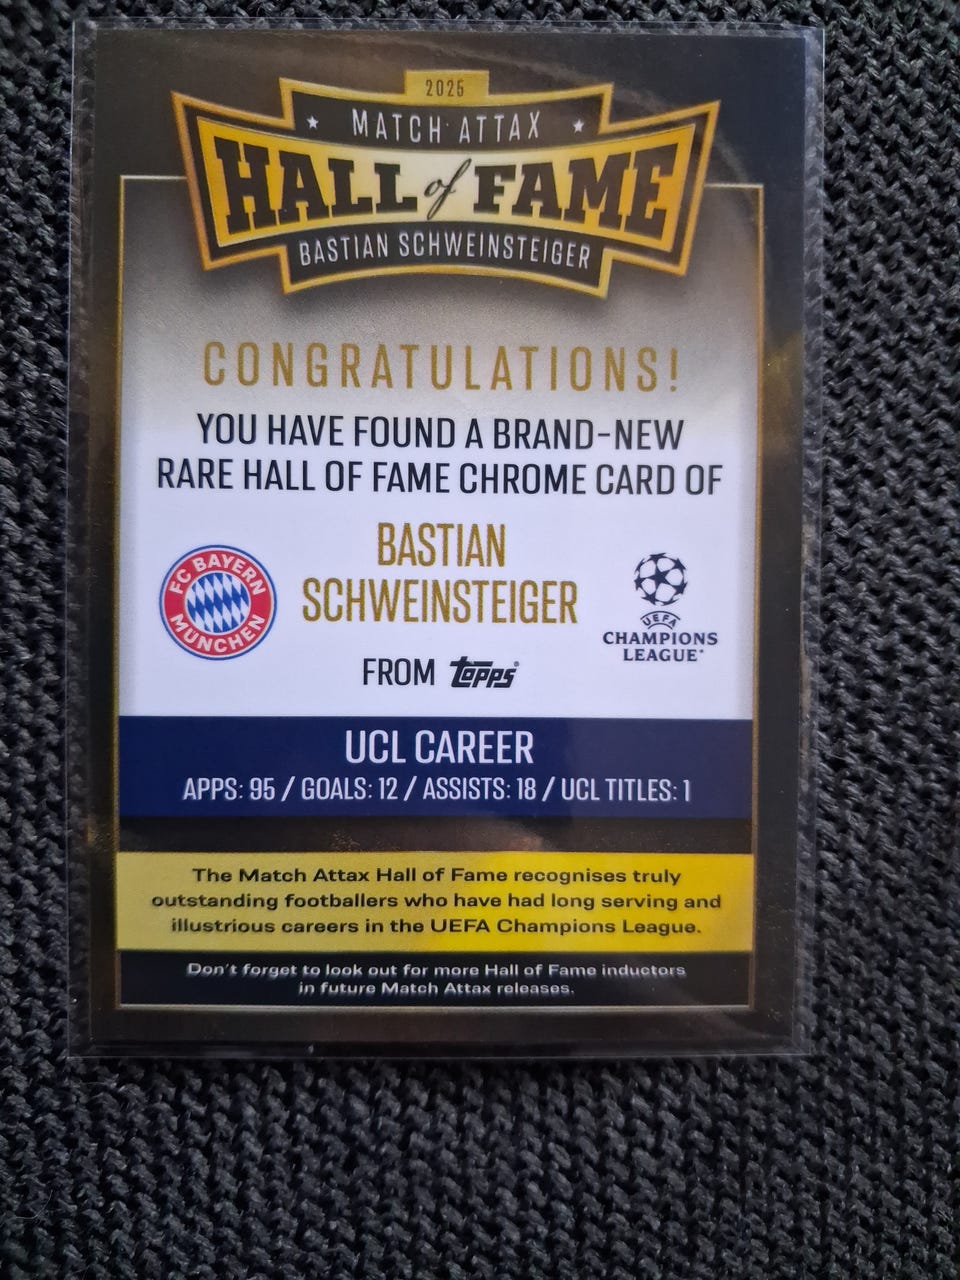 2025
MATCH ATTAX
HALL of FAME
BASTIAN SCHWEINSTEIGER
CONGRATULATIONS!
YOU HAVE FOUND A BRAND-NEW
RARE HALL OF FAME CHROME CARD OF
BASTIAN
SCHWEINSTEIGER
FC BAYERN
MÜNCHEN
UEFA
CHAMPIONS
LEAGUE®
FROM topps®
UCL CAREER
APPS: 95 / GOALS: 12 / ASSISTS: 18 / UCL TITLES: 1
The Match Attax Hall of Fame recognises truly
outstanding footballers who have had long serving and
illustrious careers in the UEFA Champions League.
Don't forget to look out for more Hall of Fame inductors
in future Match Attax releases.